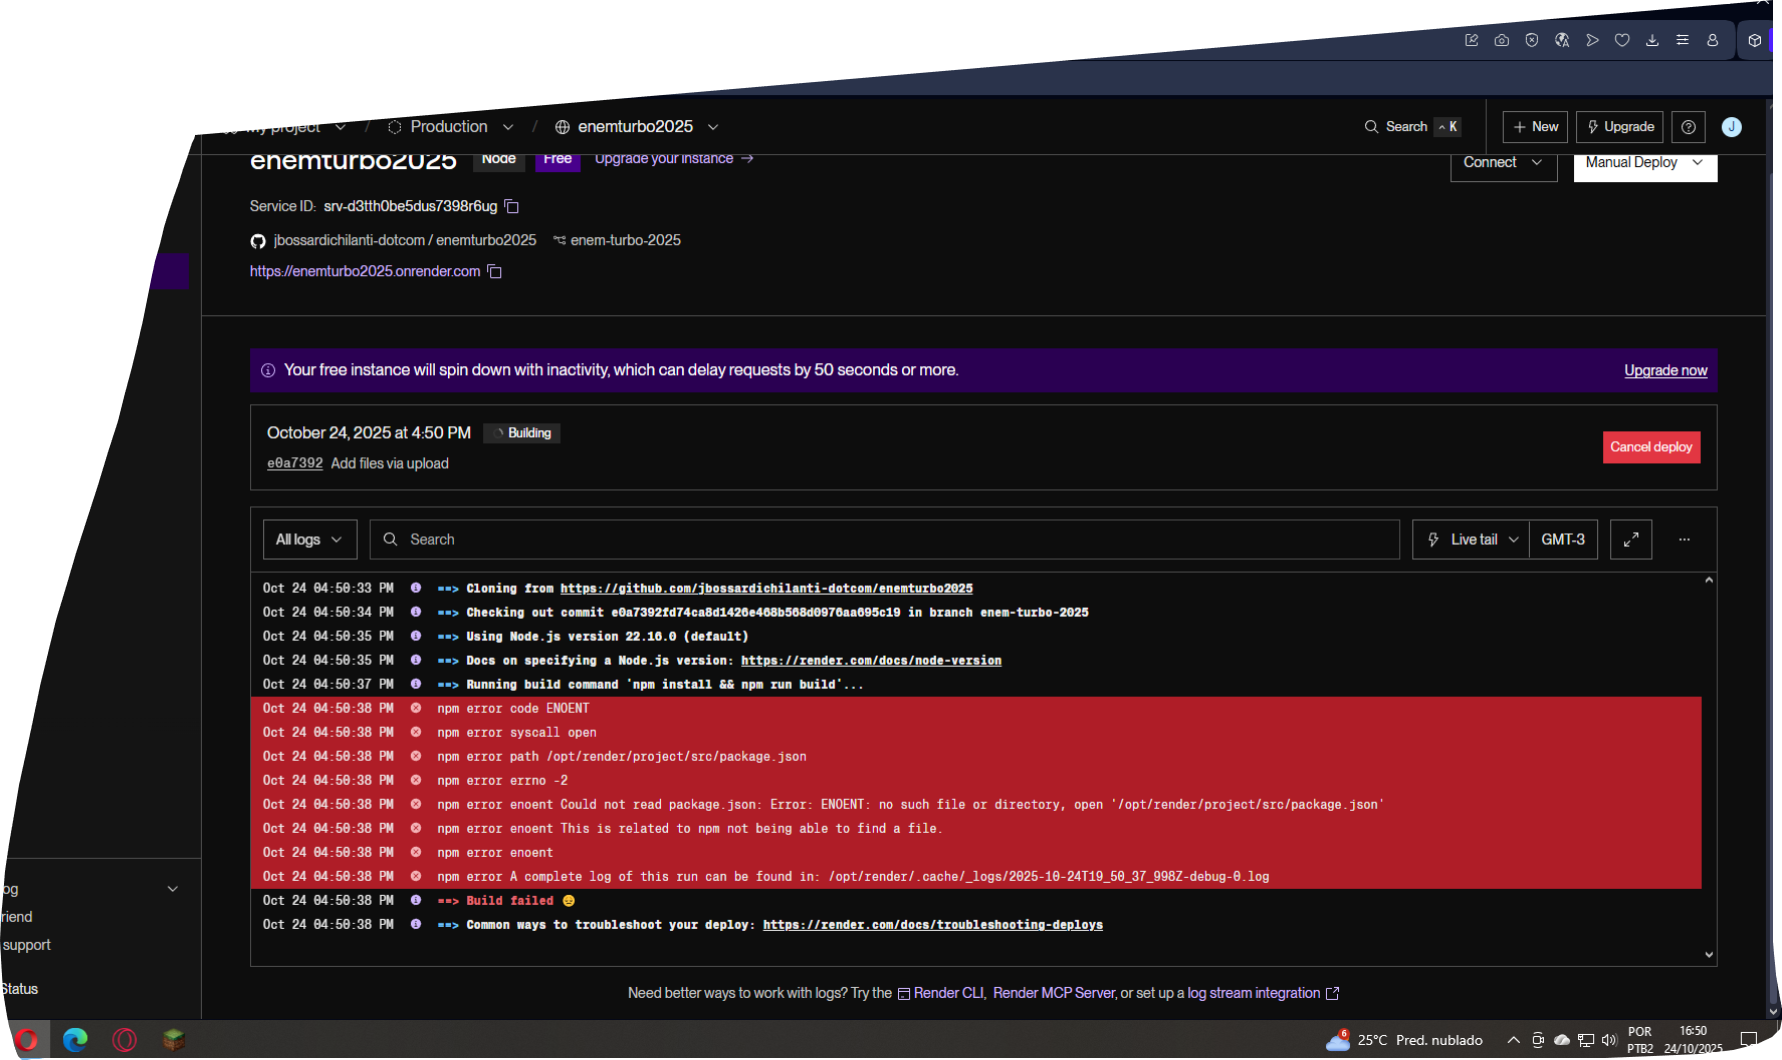 My project / Production / enemturbo2025
Search ⌃ K
+ New
Upgrade
J
enemturbo2025 Node Free Upgrade your instance →
Connect
Manual Deploy
Service ID: srv-d3tth0be5dus7398r6ug
jbossardichilanti-dotcom / enemturbo2025 enem-turbo-2025
https://enemturbo2025.onrender.com
Your free instance will spin down with inactivity, which can delay requests by 50 seconds or more.
Upgrade now
October 24, 2025 at 4:50 PM Building
e0a7392 Add files via upload
Cancel deploy
All logs
Search
Live tail
GMT-3
...
Oct 24 04:50:33 PM ==> Cloning from https://github.com/jbossardichilanti-dotcom/enemturbo2025
Oct 24 04:50:34 PM ==> Checking out commit e0a7392fd74ca8d1426e468b568d0976aa695c19 in branch enem-turbo-2025
Oct 24 04:50:35 PM ==> Using Node.js version 22.16.0 (default)
Oct 24 04:50:35 PM ==> Docs on specifying a Node.js version: https://render.com/docs/node-version
Oct 24 04:50:37 PM ==> Running build command 'npm install && npm run build'...
Oct 24 04:50:38 PM npm error code ENOENT
Oct 24 04:50:38 PM npm error syscall open
Oct 24 04:50:38 PM npm error path /opt/render/project/src/package.json
Oct 24 04:50:38 PM npm error errno -2
Oct 24 04:50:38 PM npm error enoent Could not read package.json: Error: ENOENT: no such file or directory, open '/opt/render/project/src/package.json'
Oct 24 04:50:38 PM npm error enoent This is related to npm not being able to find a file.
Oct 24 04:50:38 PM npm error enoent
Oct 24 04:50:38 PM npm error A complete log of this run can be found in: /opt/render/.cache/_logs/2025-10-24T19_50_37_998Z-debug-0.log
Oct 24 04:50:38 PM ==> Build failed 😞
Oct 24 04:50:38 PM ==> Common ways to troubleshoot your deploy: https://render.com/docs/troubleshooting-deploys
Need better ways to work with logs? Try the Render CLI, Render MCP Server, or set up a log stream integration
og
riend
support
Status
6
25°C Pred. nublado
POR
PTB2
16:50
24/10/2025